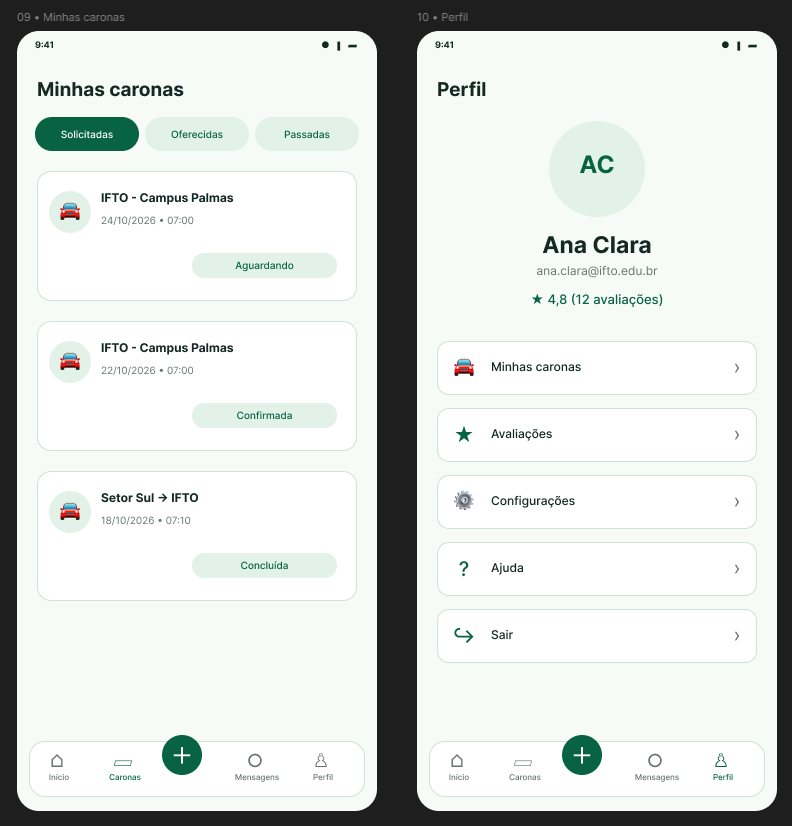 09 • Minhas caronas
9:41
Minhas caronas
Solicitadas
Oferecidas
Passadas
IFTO - Campus Palmas
24/10/2026 • 07:00
Aguardando
IFTO - Campus Palmas
22/10/2026 • 07:00
Confirmada
Setor Sul → IFTO
18/10/2026 • 07:10
Concluída
Início
Caronas
Mensagens
Perfil
10 • Perfil
9:41
Perfil
AC
Ana Clara
ana.clara@ifto.edu.br
★ 4,8 (12 avaliações)
Minhas caronas ›
★ Avaliações ›
Configurações ›
? Ajuda ›
Sair ›
Início
Caronas
Mensagens
Perfil